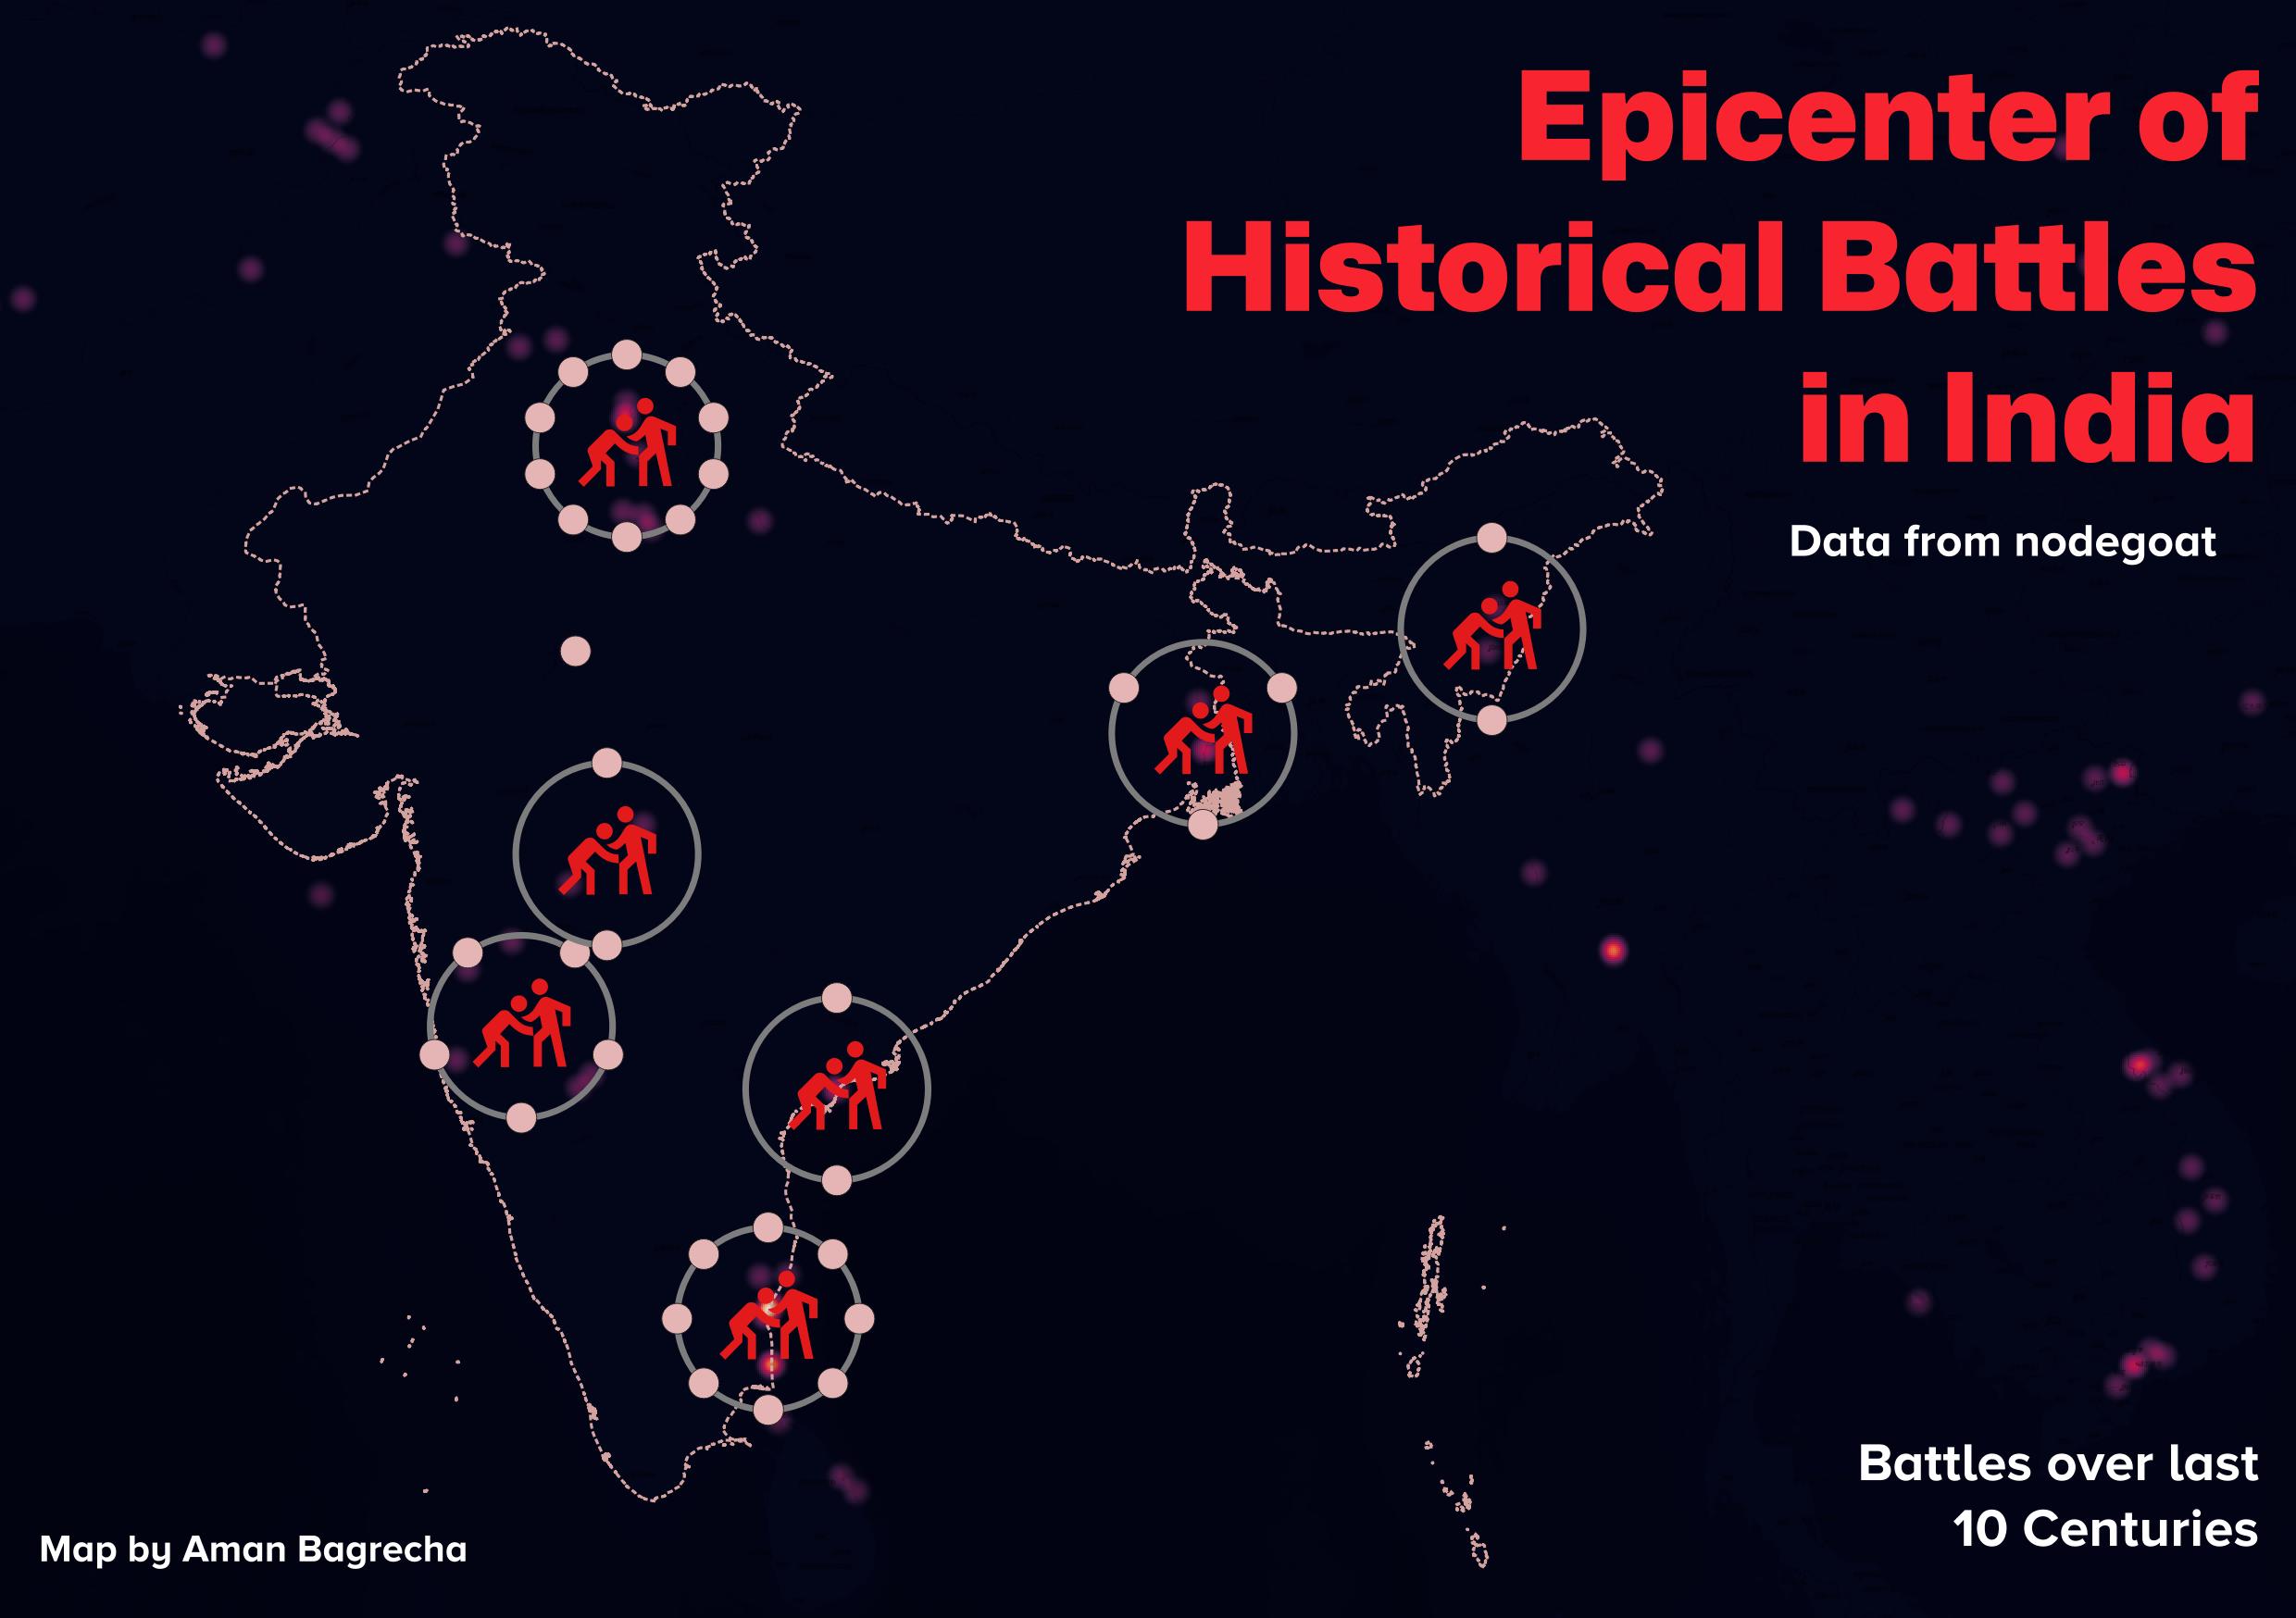 Epicenter of
Historical Battles
in India
Data from nodegoat
Battles over last
10 Centuries
Map by Aman Bagrecha